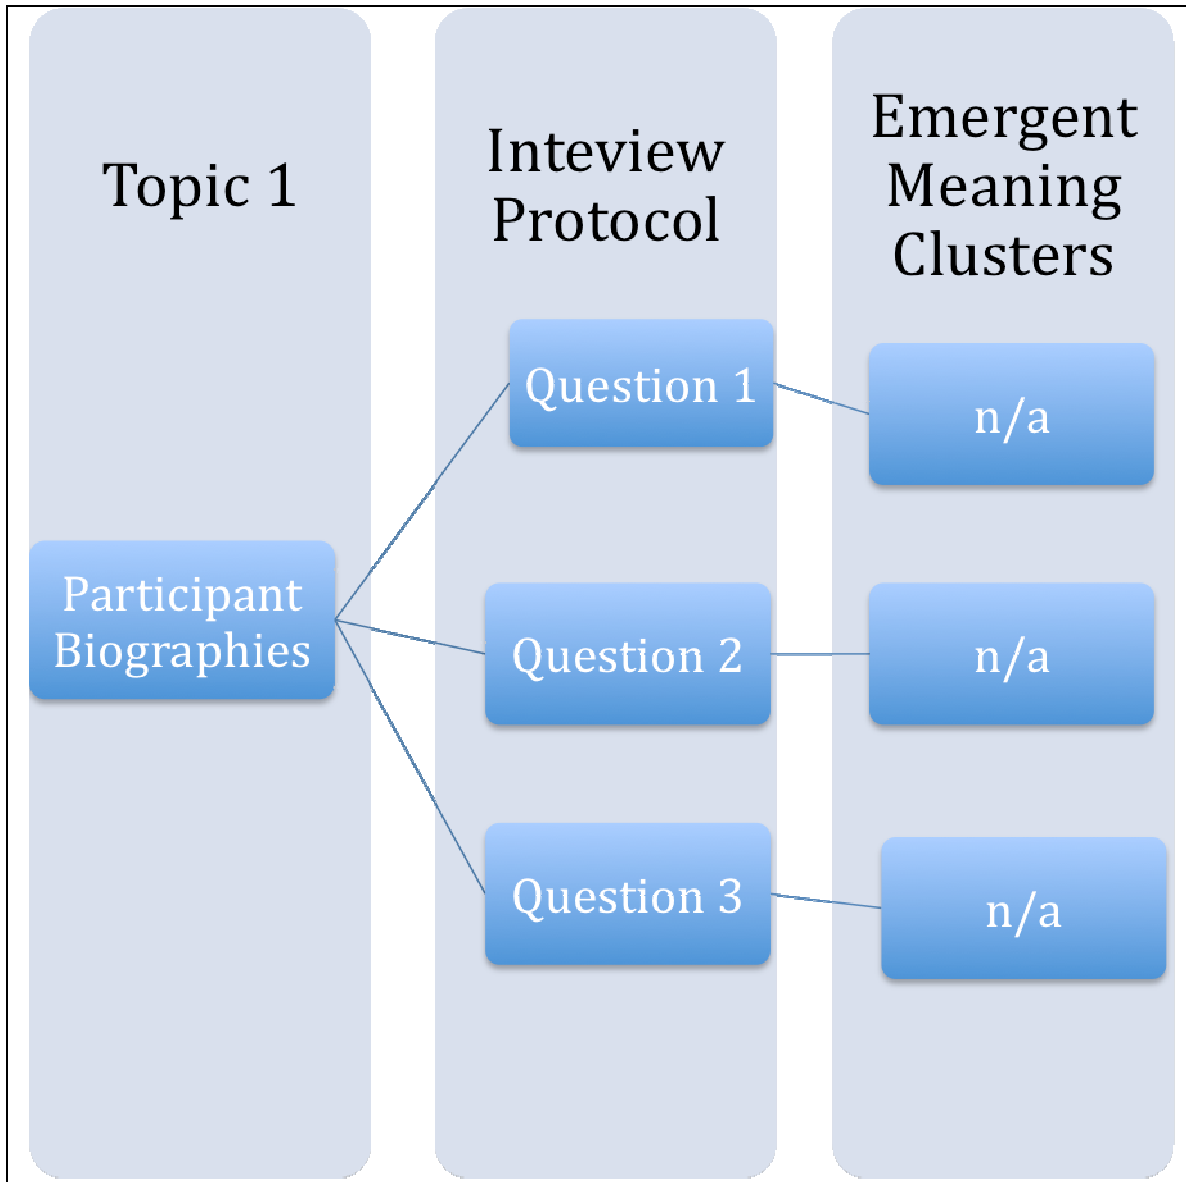 Topic 1
Inteview
Protocol
Emergent
Meaning
Clusters
Participant
Biographies
Question 1
n/a
Question 2
n/a
Question 3
n/a